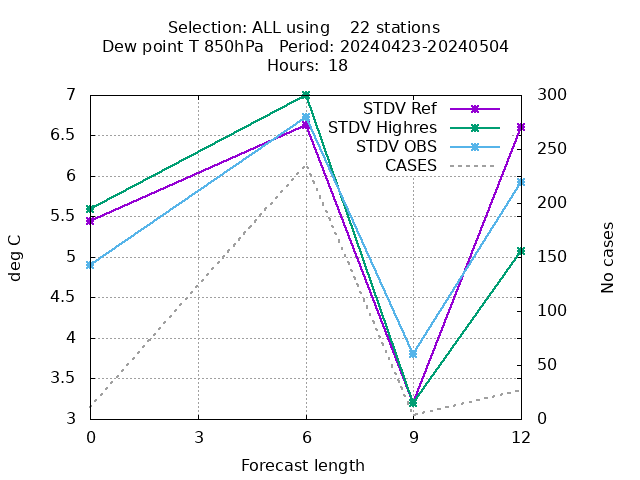 Selection: ALL using    22 stations
Dew point T 850hPa   Period: 20240423-20240504
Hours:  18
7
6.5
6
5.5
5
4.5
4
3.5
3
300
250
200
150
100
50
0
deg C
No cases
STDV Ref
STDV Highres
STDV OBS
CASES
0 3 6 9 12
Forecast length